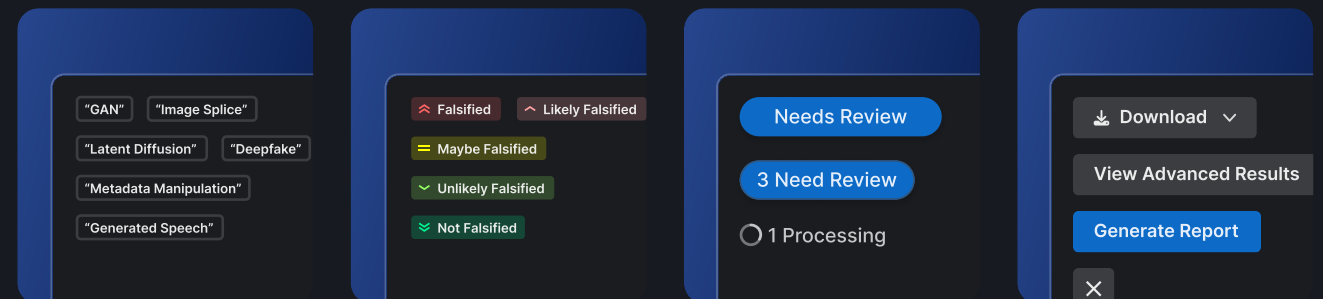 “GAN” “Image Splice”
“Latent Diffusion” “Deepfake”
“Metadata Manipulation”
“Generated Speech”
Falsified Likely Falsified
Maybe Falsified
Unlikely Falsified
Not Falsified
Needs Review
3 Need Review
1 Processing
Download
View Advanced Results
Generate Report